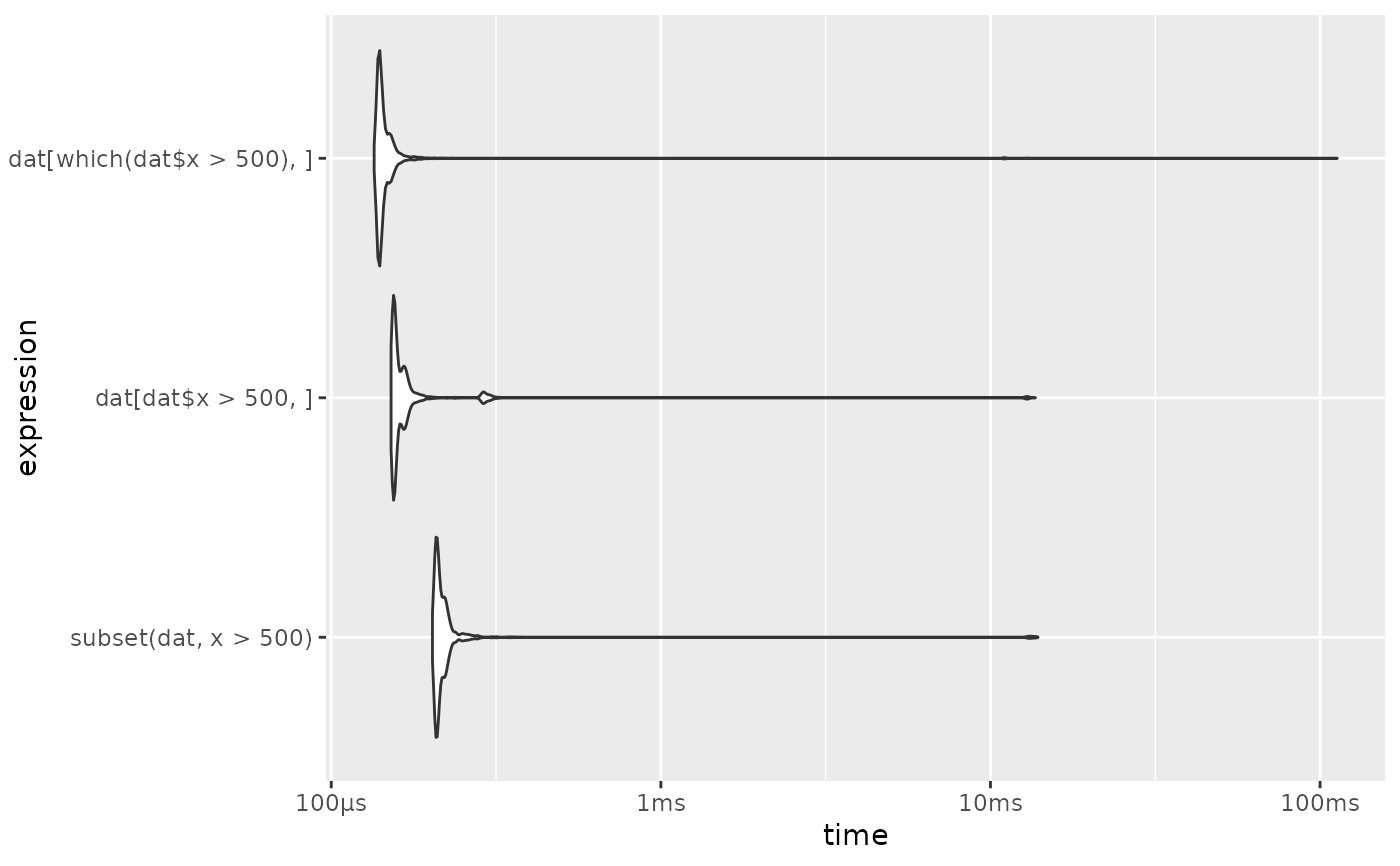 dat[which(dat$x > 500), ]
dat[dat$x > 500, ]
subset(dat, x > 500)
expression
100µs
1ms
10ms
100ms
time